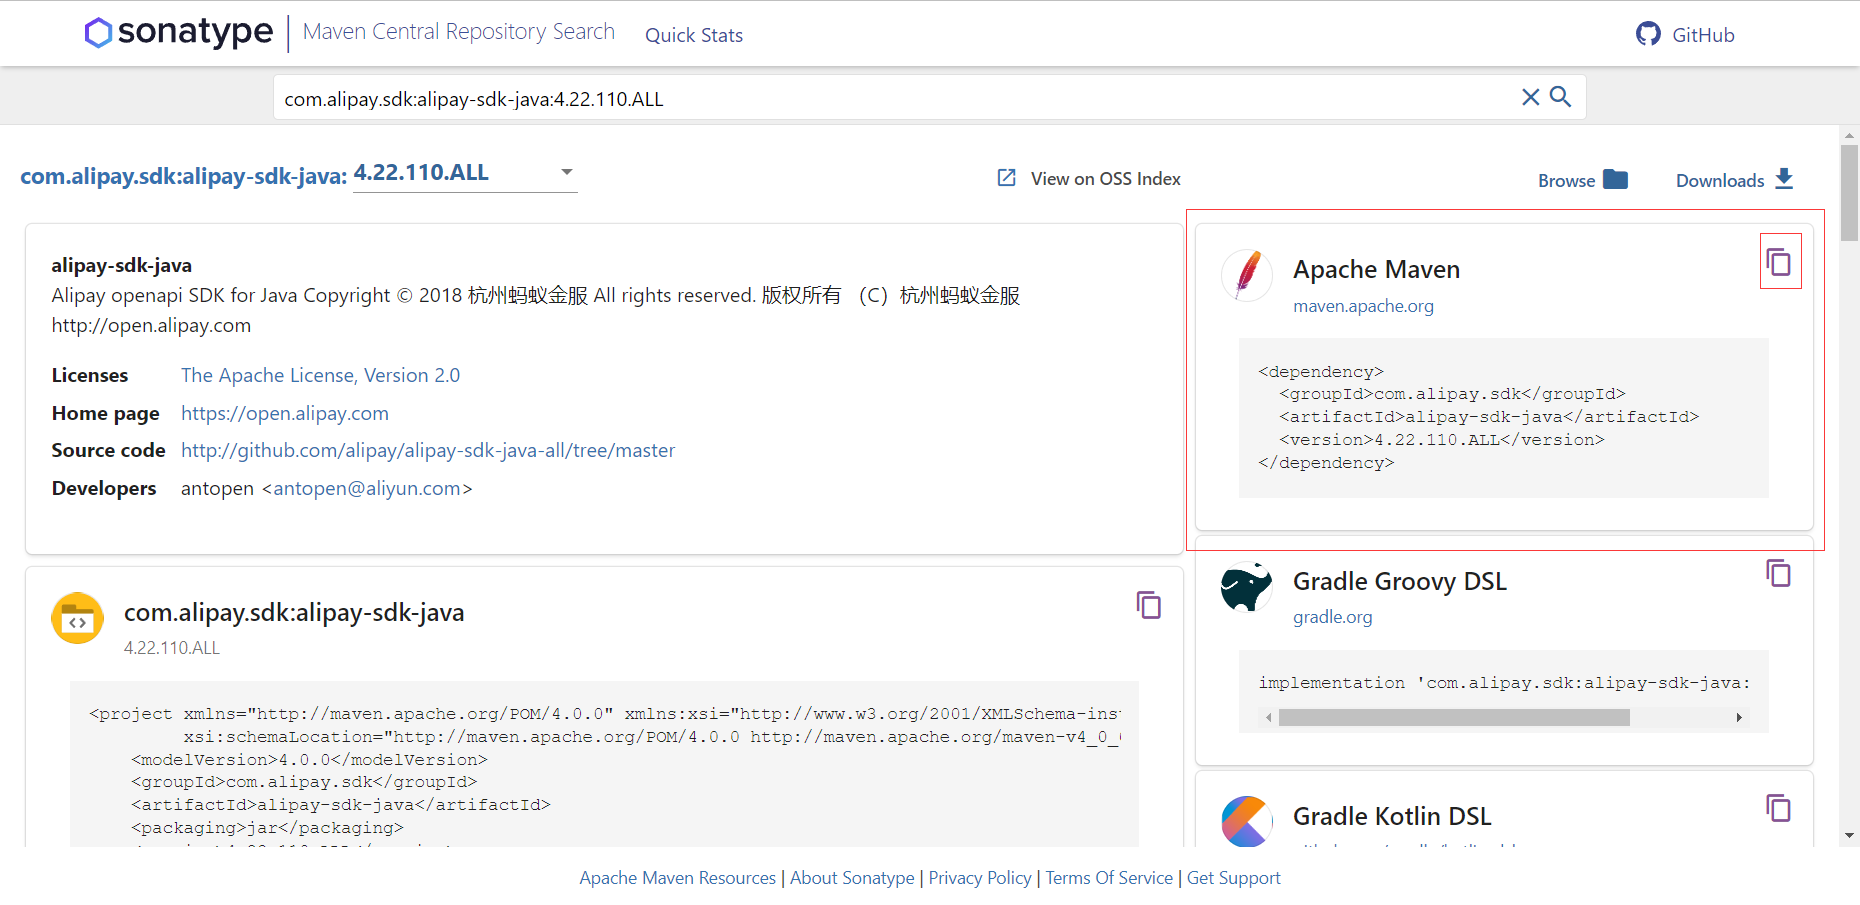 sonatype
Maven Central Repository Search
Quick Stats
GitHub
com.alipay.sdk:alipay-sdk-java:4.22.110.ALL
com.alipay.sdk:alipay-sdk-java: 4.22.110.ALL
View on OSS Index
Browse
Downloads
alipay-sdk-java
Alipay openapi SDK for Java Copyright © 2018 杭州蚂蚁金服 All rights reserved. 版权所有 （C）杭州蚂蚁金服
http://open.alipay.com
Licenses The Apache License, Version 2.0
Home page https://open.alipay.com
Source code http://github.com/alipay/alipay-sdk-java-all/tree/master
Developers antopen <antopen@aliyun.com>
com.alipay.sdk:alipay-sdk-java
4.22.110.ALL
<project xmlns="http://maven.apache.org/POM/4.0.0" xmlns:xsi="http://www.w3.org/2001/XMLSchema-ins
xsi:schemaLocation="http://maven.apache.org/POM/4.0.0 http://maven.apache.org/maven-v4_0_
<modelVersion>4.0.0</modelVersion>
<groupId>com.alipay.sdk</groupId>
<artifactId>alipay-sdk-java</artifactId>
<packaging>jar</packaging>
Apache Maven
maven.apache.org
<dependency>
<groupId>com.alipay.sdk</groupId>
<artifactId>alipay-sdk-java</artifactId>
<version>4.22.110.ALL</version>
</dependency>
Gradle Groovy DSL
gradle.org
implementation 'com.alipay.sdk:alipay-sdk-java:
Gradle Kotlin DSL
Apache Maven Resources | About Sonatype | Privacy Policy | Terms Of Service | Get Support